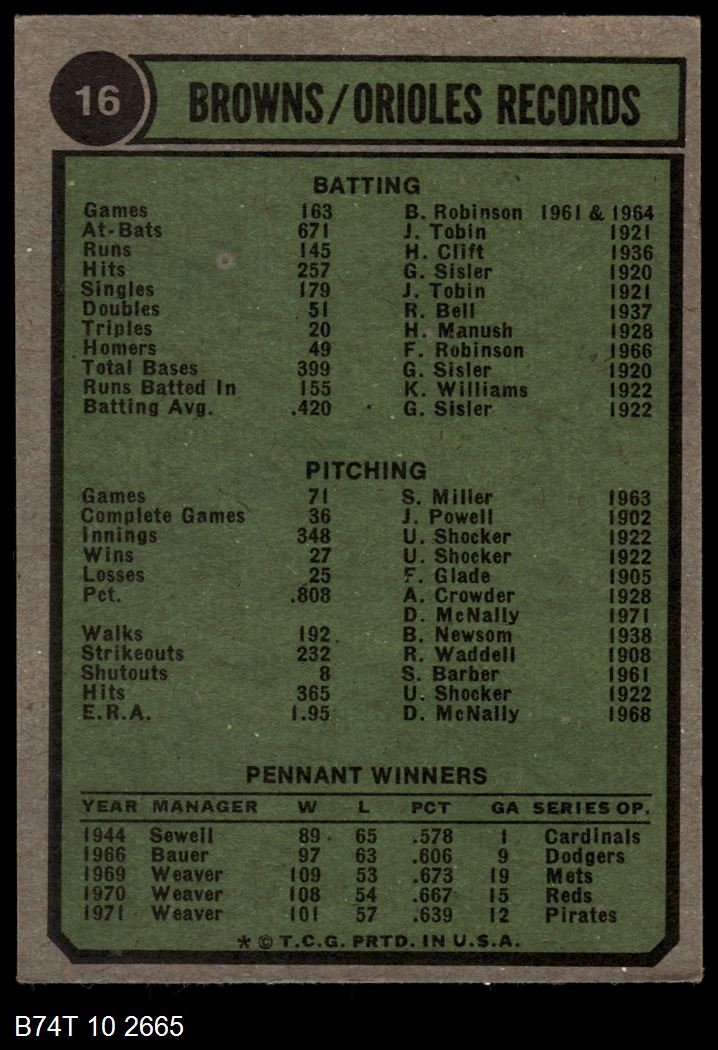 16 BROWNS/ORIOLES RECORDS
BATTING
Games 163 B. Robinson 1961 & 1964
At-Bats 671 J. Tobin 1921
Runs 145 H. Clift 1936
Hits 257 G. Sisler 1920
Singles 179 J. Tobin 1921
Doubles 51 R. Bell 1937
Triples 20 H. Manush 1928
Homers 49 F. Robinson 1966
Total Bases 399 G. Sisler 1920
Runs Batted In 155 K. Williams 1922
Batting Avg. .420 G. Sisler 1922
PITCHING
Games 71 S. Miller 1963
Complete Games 36 J. Powell 1902
Innings 348 U. Shocker 1922
Wins 27 U. Shocker 1922
Losses 25 F. Glade 1905
Pct. .808 A. Crowder 1928
D. McNally 1971
Walks 192 B. Newsom 1938
Strikeouts 232 R. Waddell 1908
Shutouts 8 S. Barber 1961
Hits 365 U. Shocker 1922
E.R.A. 1.95 D. McNally 1968
PENNANT WINNERS
YEAR MANAGER W L PCT GA SERIES OP.
1944 Sewell 89 65 .578 1 Cardinals
1966 Bauer 97 63 .606 9 Dodgers
1969 Weaver 109 53 .673 19 Mets
1970 Weaver 108 54 .667 15 Reds
1971 Weaver 101 57 .639 12 Pirates
* © T.C.G. PRTD. IN U.S.A.
B74T 10 2665